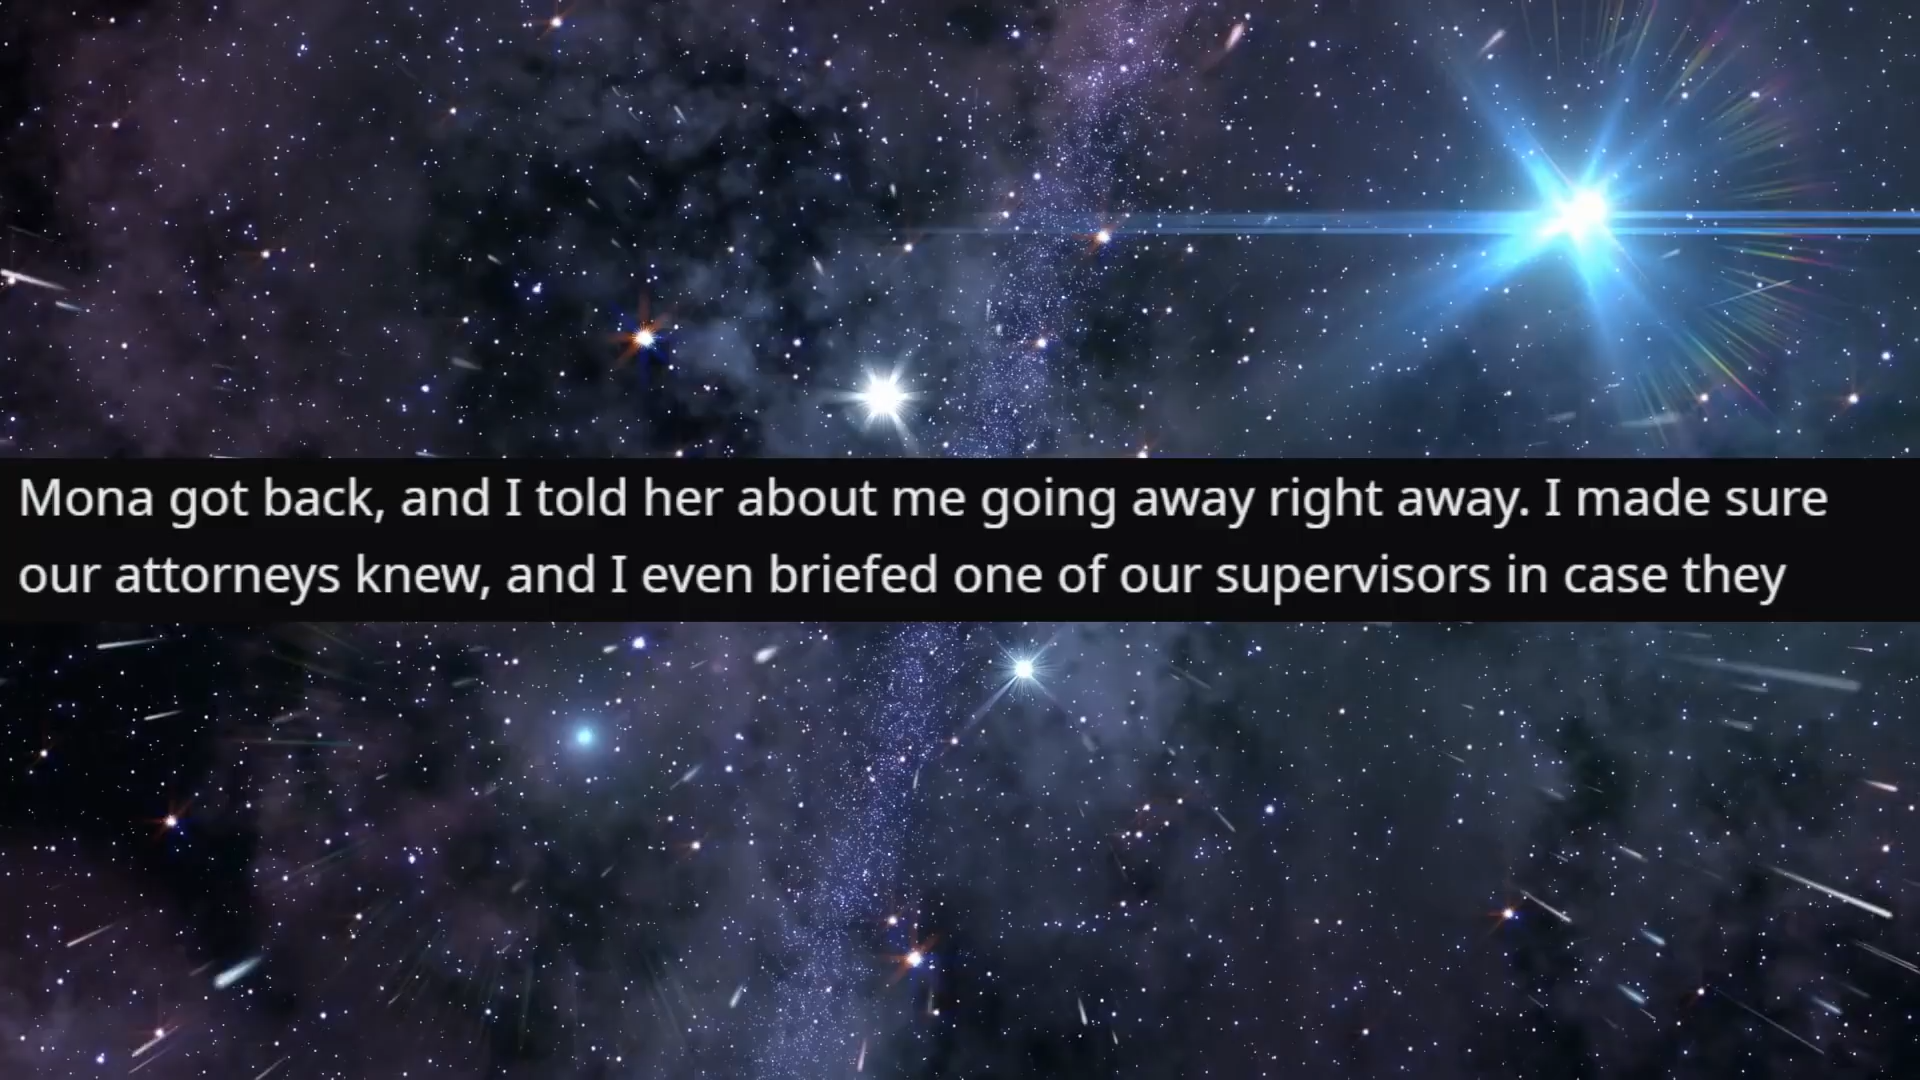 Mona got back, and I told her about me going away right away. I made sure
our attorneys knew, and I even briefed one of our supervisors in case they